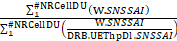 ∑₁^#NRCellDU (W.SNSSAI)
∑₁^#NRCellDU (W.SNSSAI / DRB.UEThpDl.SNSSAI)